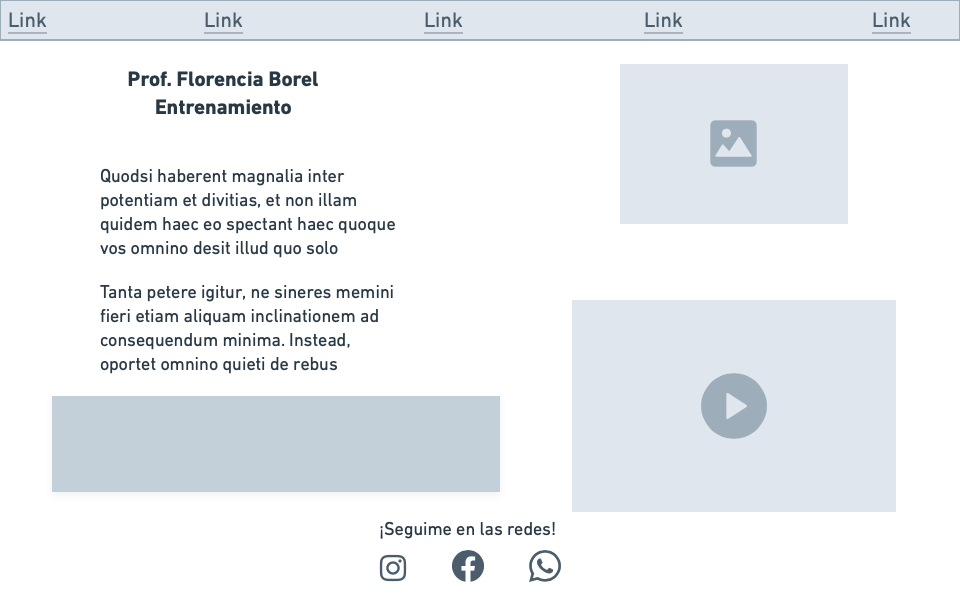 Link Link Link Link Link
Prof. Florencia Borel
Entrenamiento
Quodsi haberent magnalia inter
potentiam et divitias, et non illam
quidem haec eo spectant haec quoque
vos omnino desit illud quo solo
Tanta petere igitur, ne sineres memini
fieri etiam aliquam inclinationem ad
consequendum minima. Instead,
oportet omnino quieti de rebus
¡Seguime en las redes!